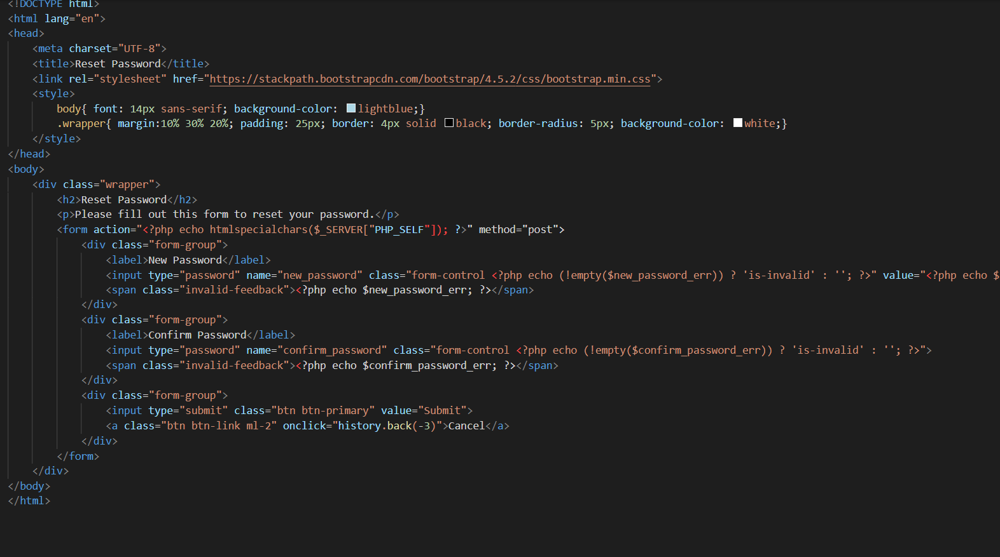 <!DOCTYPE html>
<html lang="en">
<head>
    <meta charset="UTF-8">
    <title>Reset Password</title>
    <link rel="stylesheet" href="https://stackpath.bootstrapcdn.com/bootstrap/4.5.2/css/bootstrap.min.css">
    <style>
        body{ font: 14px sans-serif; background-color: lightblue;}
        .wrapper{ margin:10% 30% 20%; padding: 25px; border: 4px solid black; border-radius: 5px; background-color: white;}
    </style>
</head>
<body>
    <div class="wrapper">
        <h2>Reset Password</h2>
        <p>Please fill out this form to reset your password.</p>
        <form action="<?php echo htmlspecialchars($_SERVER["PHP_SELF"]); ?>" method="post">
            <div class="form-group">
                <label>New Password</label>
                <input type="password" name="new_password" class="form-control <?php echo (!empty($new_password_err)) ? 'is-invalid' : ''; ?>" value="<?php echo $
                <span class="invalid-feedback"><?php echo $new_password_err; ?></span>
            </div>
            <div class="form-group">
                <label>Confirm Password</label>
                <input type="password" name="confirm_password" class="form-control <?php echo (!empty($confirm_password_err)) ? 'is-invalid' : ''; ?>">
                <span class="invalid-feedback"><?php echo $confirm_password_err; ?></span>
            </div>
            <div class="form-group">
                <input type="submit" class="btn btn-primary" value="Submit">
                <a class="btn btn-link ml-2" onclick="history.back(-3)">Cancel</a>
            </div>
        </form>
    </div>
</body>
</html>